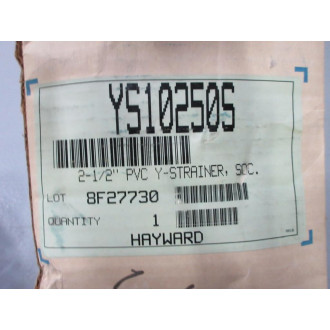 YS10250S
2-1/2" PVC Y-STRAINER, SOC.
LOT 8F27730
QUANTITY 1
HAYWARD